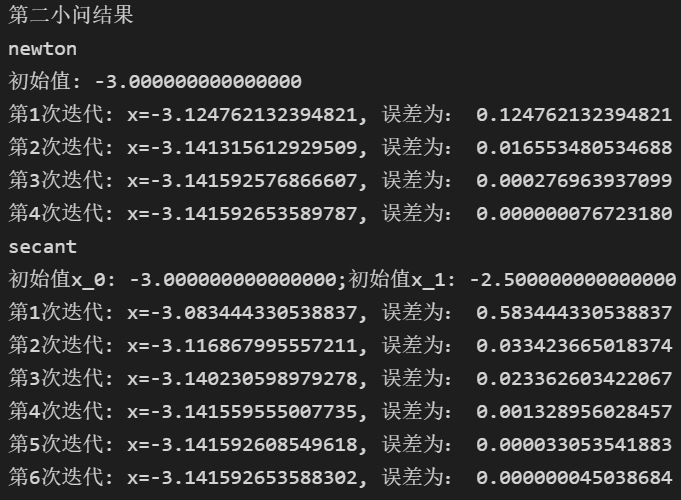 第二小问结果
newton
初始值: -3.000000000000000
第1次迭代: x=-3.124762132394821, 误差为: 0.124762132394821
第2次迭代: x=-3.141315612929509, 误差为: 0.016553480534688
第3次迭代: x=-3.141592576866607, 误差为: 0.000276963937099
第4次迭代: x=-3.141592653589787, 误差为: 0.000000076723180
secant
初始值x_0: -3.000000000000000;初始值x_1: -2.500000000000000
第1次迭代: x=-3.083444330538837, 误差为: 0.583444330538837
第2次迭代: x=-3.116867995557211, 误差为: 0.033423665018374
第3次迭代: x=-3.140230598979278, 误差为: 0.023362603422067
第4次迭代: x=-3.141559555007735, 误差为: 0.001328956028457
第5次迭代: x=-3.141592608549618, 误差为: 0.000033053541883
第6次迭代: x=-3.141592653588302, 误差为: 0.000000045038684